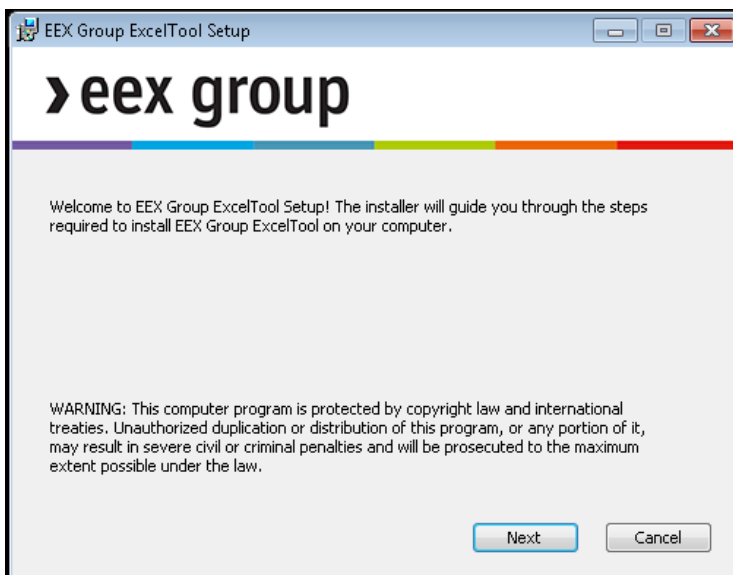 EEX Group ExcelTool Setup
eex group
Welcome to EEX Group ExcelTool Setup! The installer will guide you through the steps
required to install EEX Group ExcelTool on your computer.
WARNING: This computer program is protected by copyright law and international
treaties. Unauthorized duplication or distribution of this program, or any portion of it,
may result in severe civil or criminal penalties and will be prosecuted to the maximum
extent possible under the law.
Next
Cancel